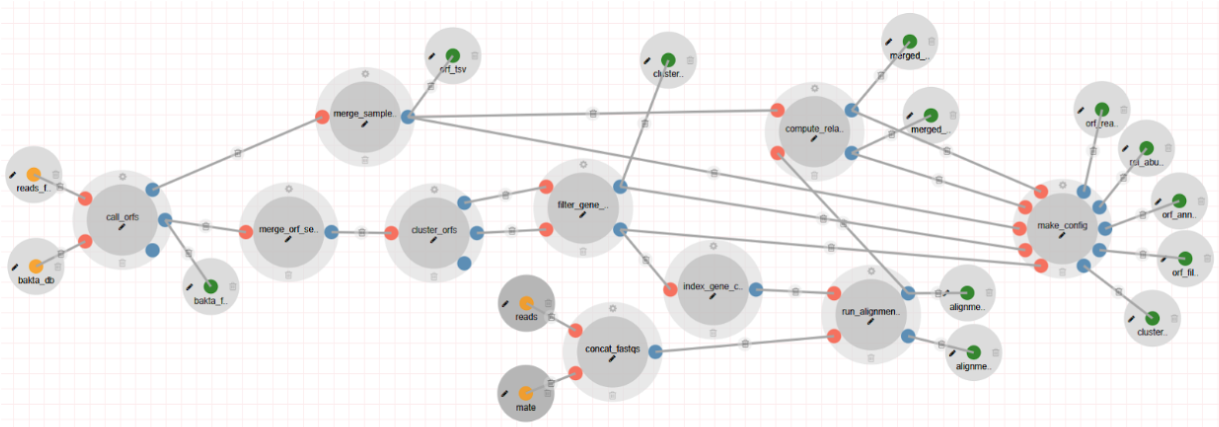 orf_tsv
cluster..
merged_..
merge_sample..
merged_..
compute_rela..
orf_rea..
rel_abu..
reads_f..
call_orfs
filter_gene_..
orf_ann..
merge_orf_se..
cluster_orfs
make_config
orf_fil..
bakta_db
bakta_f..
index_gene_c..
alignme..
reads
run_alignmen..
cluster..
concat_fastqs
alignme..
mate